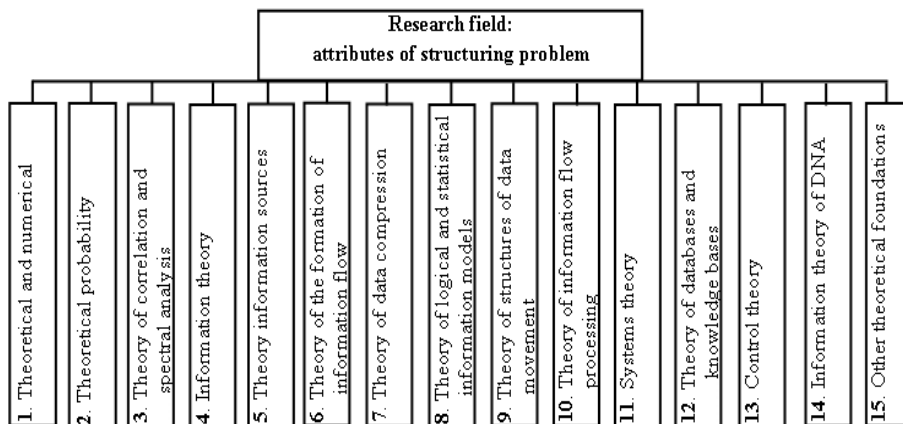 Research field:
attributes of structuring problem
1. Theoretical and numerical
2. Theoretical probability
3. Theory of correlation and
spectral analysis
4. Information theory
5. Theory information sources
6. Theory of the formation of
information flow
7. Theory of data compression
8. Theory of logical and statistical
information models
9. Theory of structures of data
movement
10. Theory of information flow
processing
11. Systems theory
12. Theory of databases and
knowledge bases
13. Control theory
14. Information theory of DNA
15. Other theoretical foundations